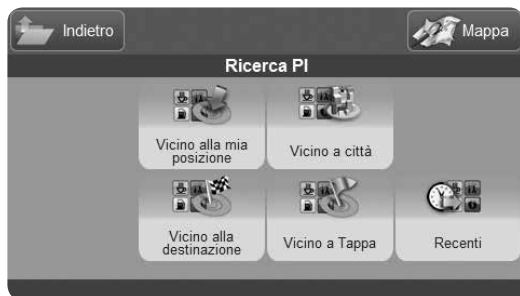 Indietro
Mappa
Ricerca PI
Vicino alla mia
posizione
Vicino a città
Vicino alla
destinazione
Vicino a Tappa
Recenti